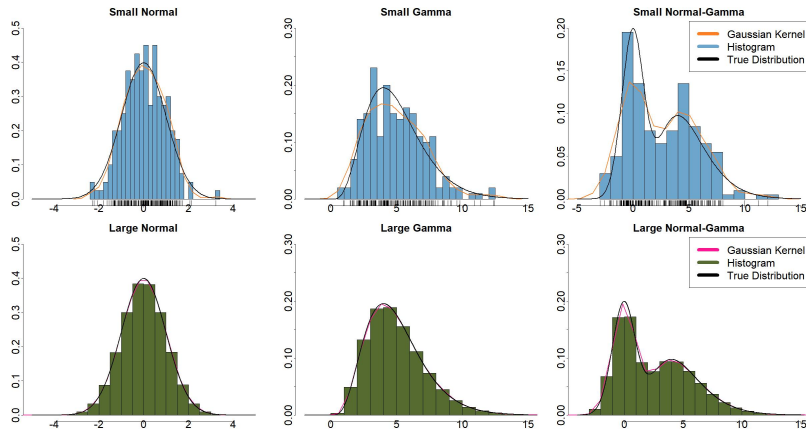 Small Normal
0.0 0.1 0.2 0.3 0.4 0.5
-4 -2 0 2 4
Small Gamma
0.00 0.10 0.20 0.30
0 5 10 15
Small Normal-Gamma
0.00 0.05 0.10 0.15 0.20
-5 0 5 10 15
Gaussian Kernel
Histogram
True Distribution
Large Normal
0.0 0.1 0.2 0.3 0.4 0.5
-4 -2 0 2 4
Large Gamma
0.00 0.10 0.20 0.30
0 5 10 15
Large Normal-Gamma
0.00 0.10 0.20 0.30
0 5 10 15
Gaussian Kernel
Histogram
True Distribution